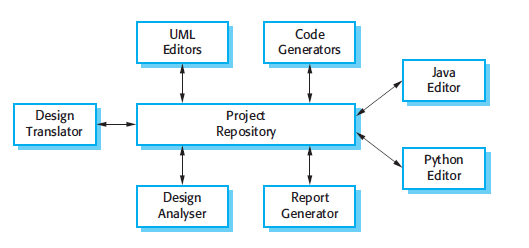 UML
Editors
Code
Generators
Java
Editor
Design
Translator
Project
Repository
Python
Editor
Design
Analyser
Report
Generator